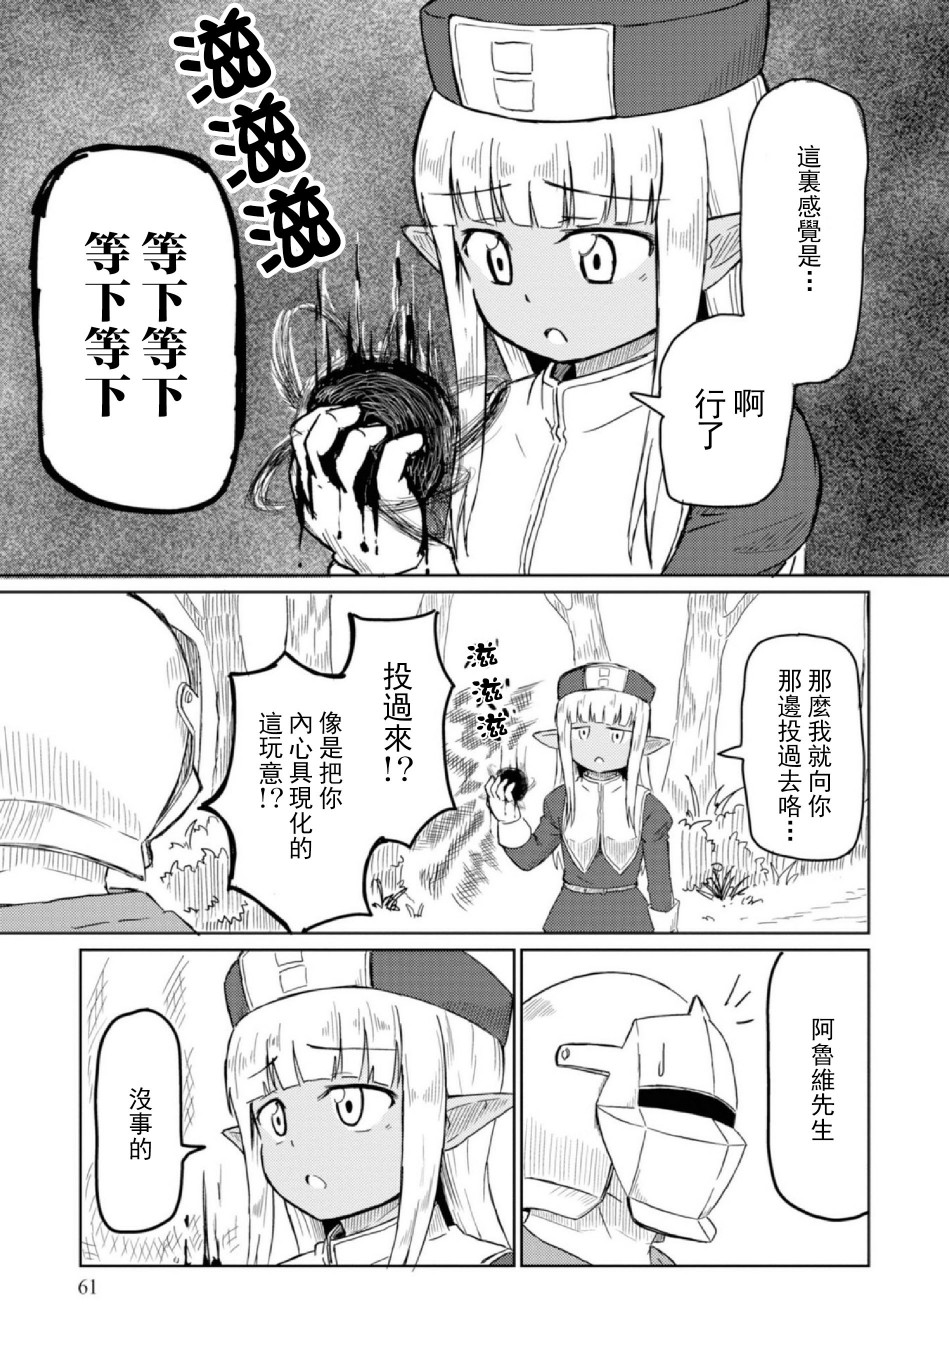 這裏感覺是…
啊
行了
滋
滋
滋
等下等下
等下等下
那麼我就向你
那邊投過去咯…
滋
滋
滋
投過來!?
像是把你
內心具現化的
這玩意!?
阿魯維先生
沒事的
61